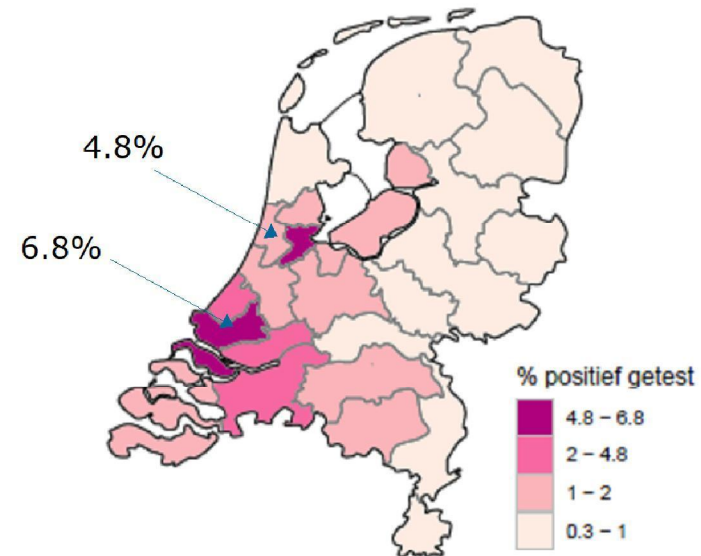 4.8%
6.8%
% positief getest
4.8 – 6.8
2 – 4.8
1 – 2
0.3 – 1